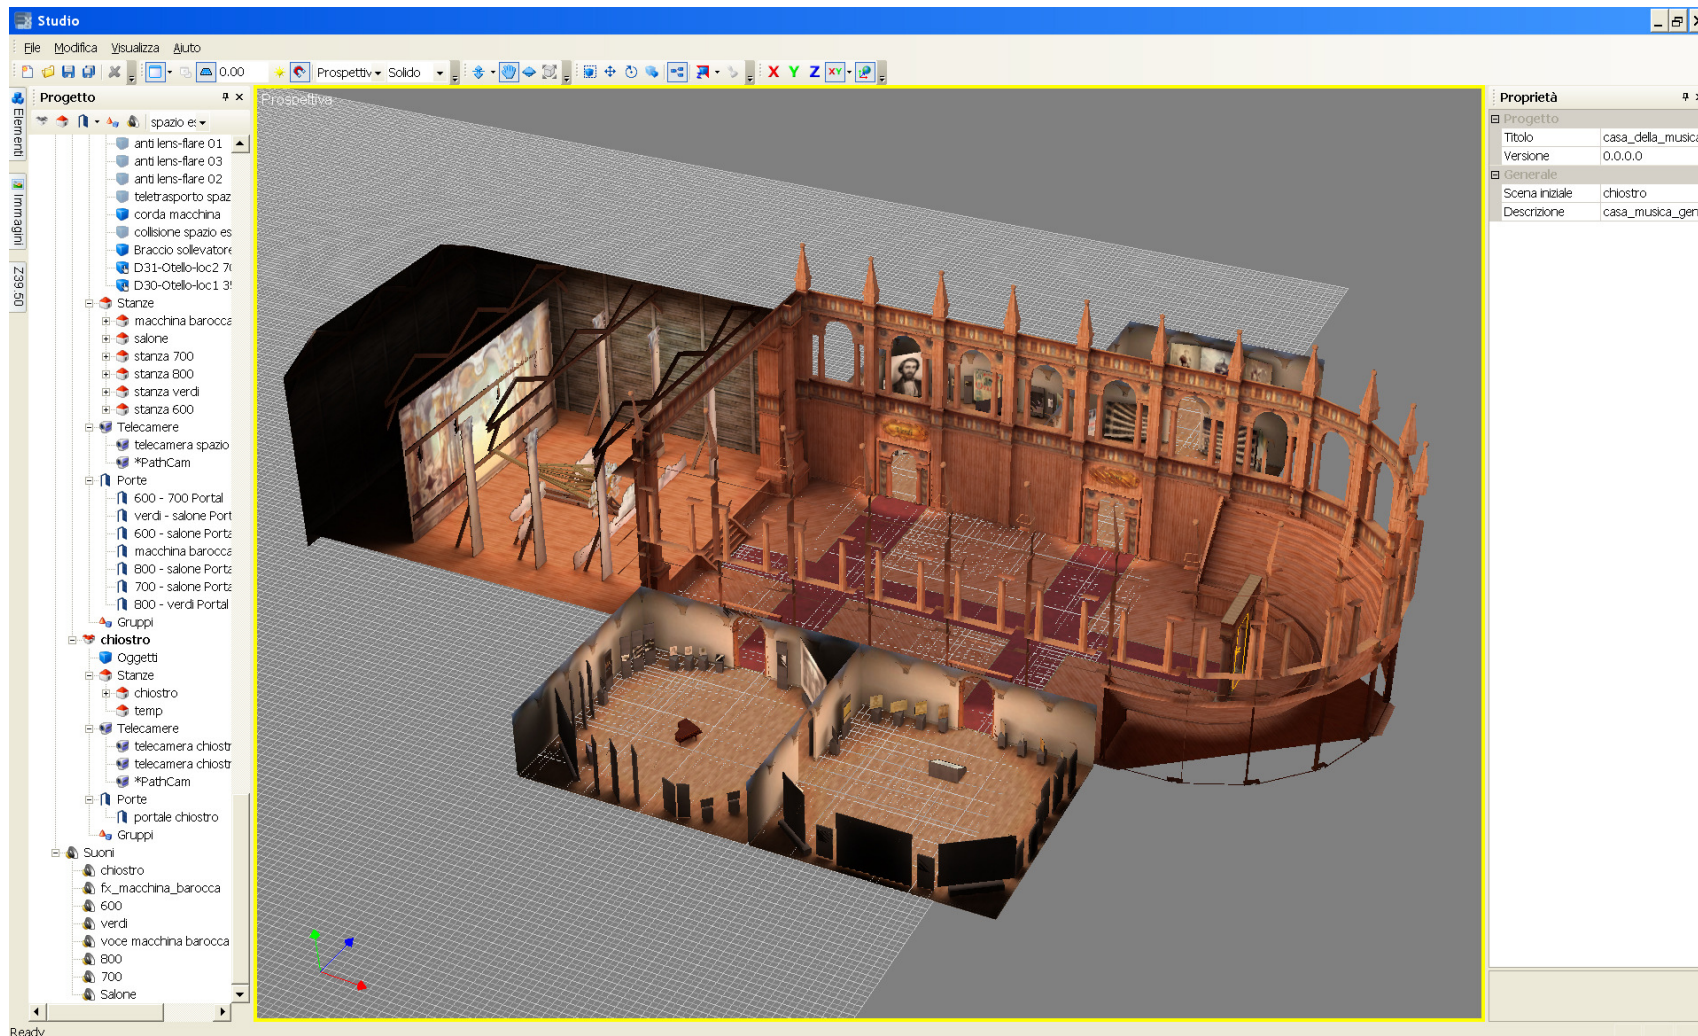 Studio
File Modifica Visualizza Aiuto
0.00 Prospettiv Solido X Y Z XY
Elementi
Immagini
Z39.50
Progetto
spazio e
anti lens-flare 01
anti lens-flare 03
anti lens-flare 02
teletrasporto spaz
corda macchina
collisione spazio es
Braccio sollevatore
D31-Otello-loc2 70
D30-Otello-loc1 3
Stanze
macchina barocca
salone
stanza 700
stanza 800
stanza verdi
stanza 600
Telecamere
telecamera spazio
*PathCam
Porte
600 - 700 Portal
verdi - salone Port
600 - salone Porta
macchina barocca
800 - salone Porta
700 - salone Porta
800 - verdi Portal
Gruppi
chiostro
Oggetti
Stanze
chiostro
temp
Telecamere
telecamera chiostr
telecamera chiostr
*PathCam
Porte
portale chiostro
Gruppi
Suoni
chiostro
fx_macchina_barocca
600
verdi
voce macchina barocca
800
700
Salone
Prospettiva
Proprietà
Progetto
Titolo casa_della_musica
Versione 0.0.0.0
Generale
Scena iniziale chiostro
Descrizione casa_musica_gen
Ready